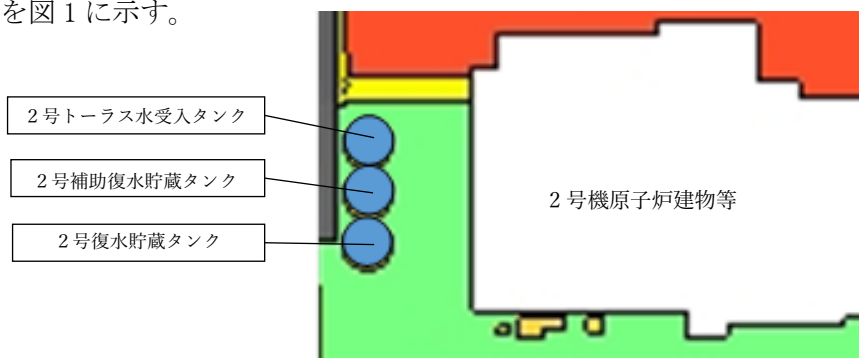 を図1に示す。
2号トーラス水受入タンク
2号補助復水貯蔵タンク
2号復水貯蔵タンク
2号機原子炉建物等